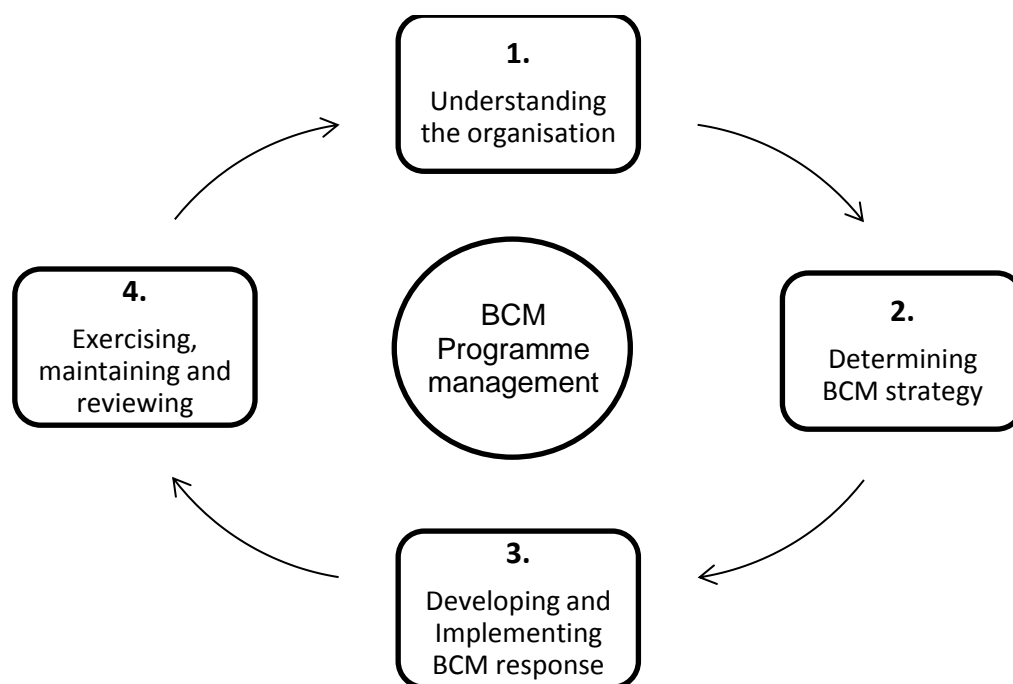 1.
Understanding
the organisation
2.
Determining
BCM strategy
3.
Developing and
Implementing
BCM response
4.
Exercising,
maintaining and
reviewing
BCM
Programme
management